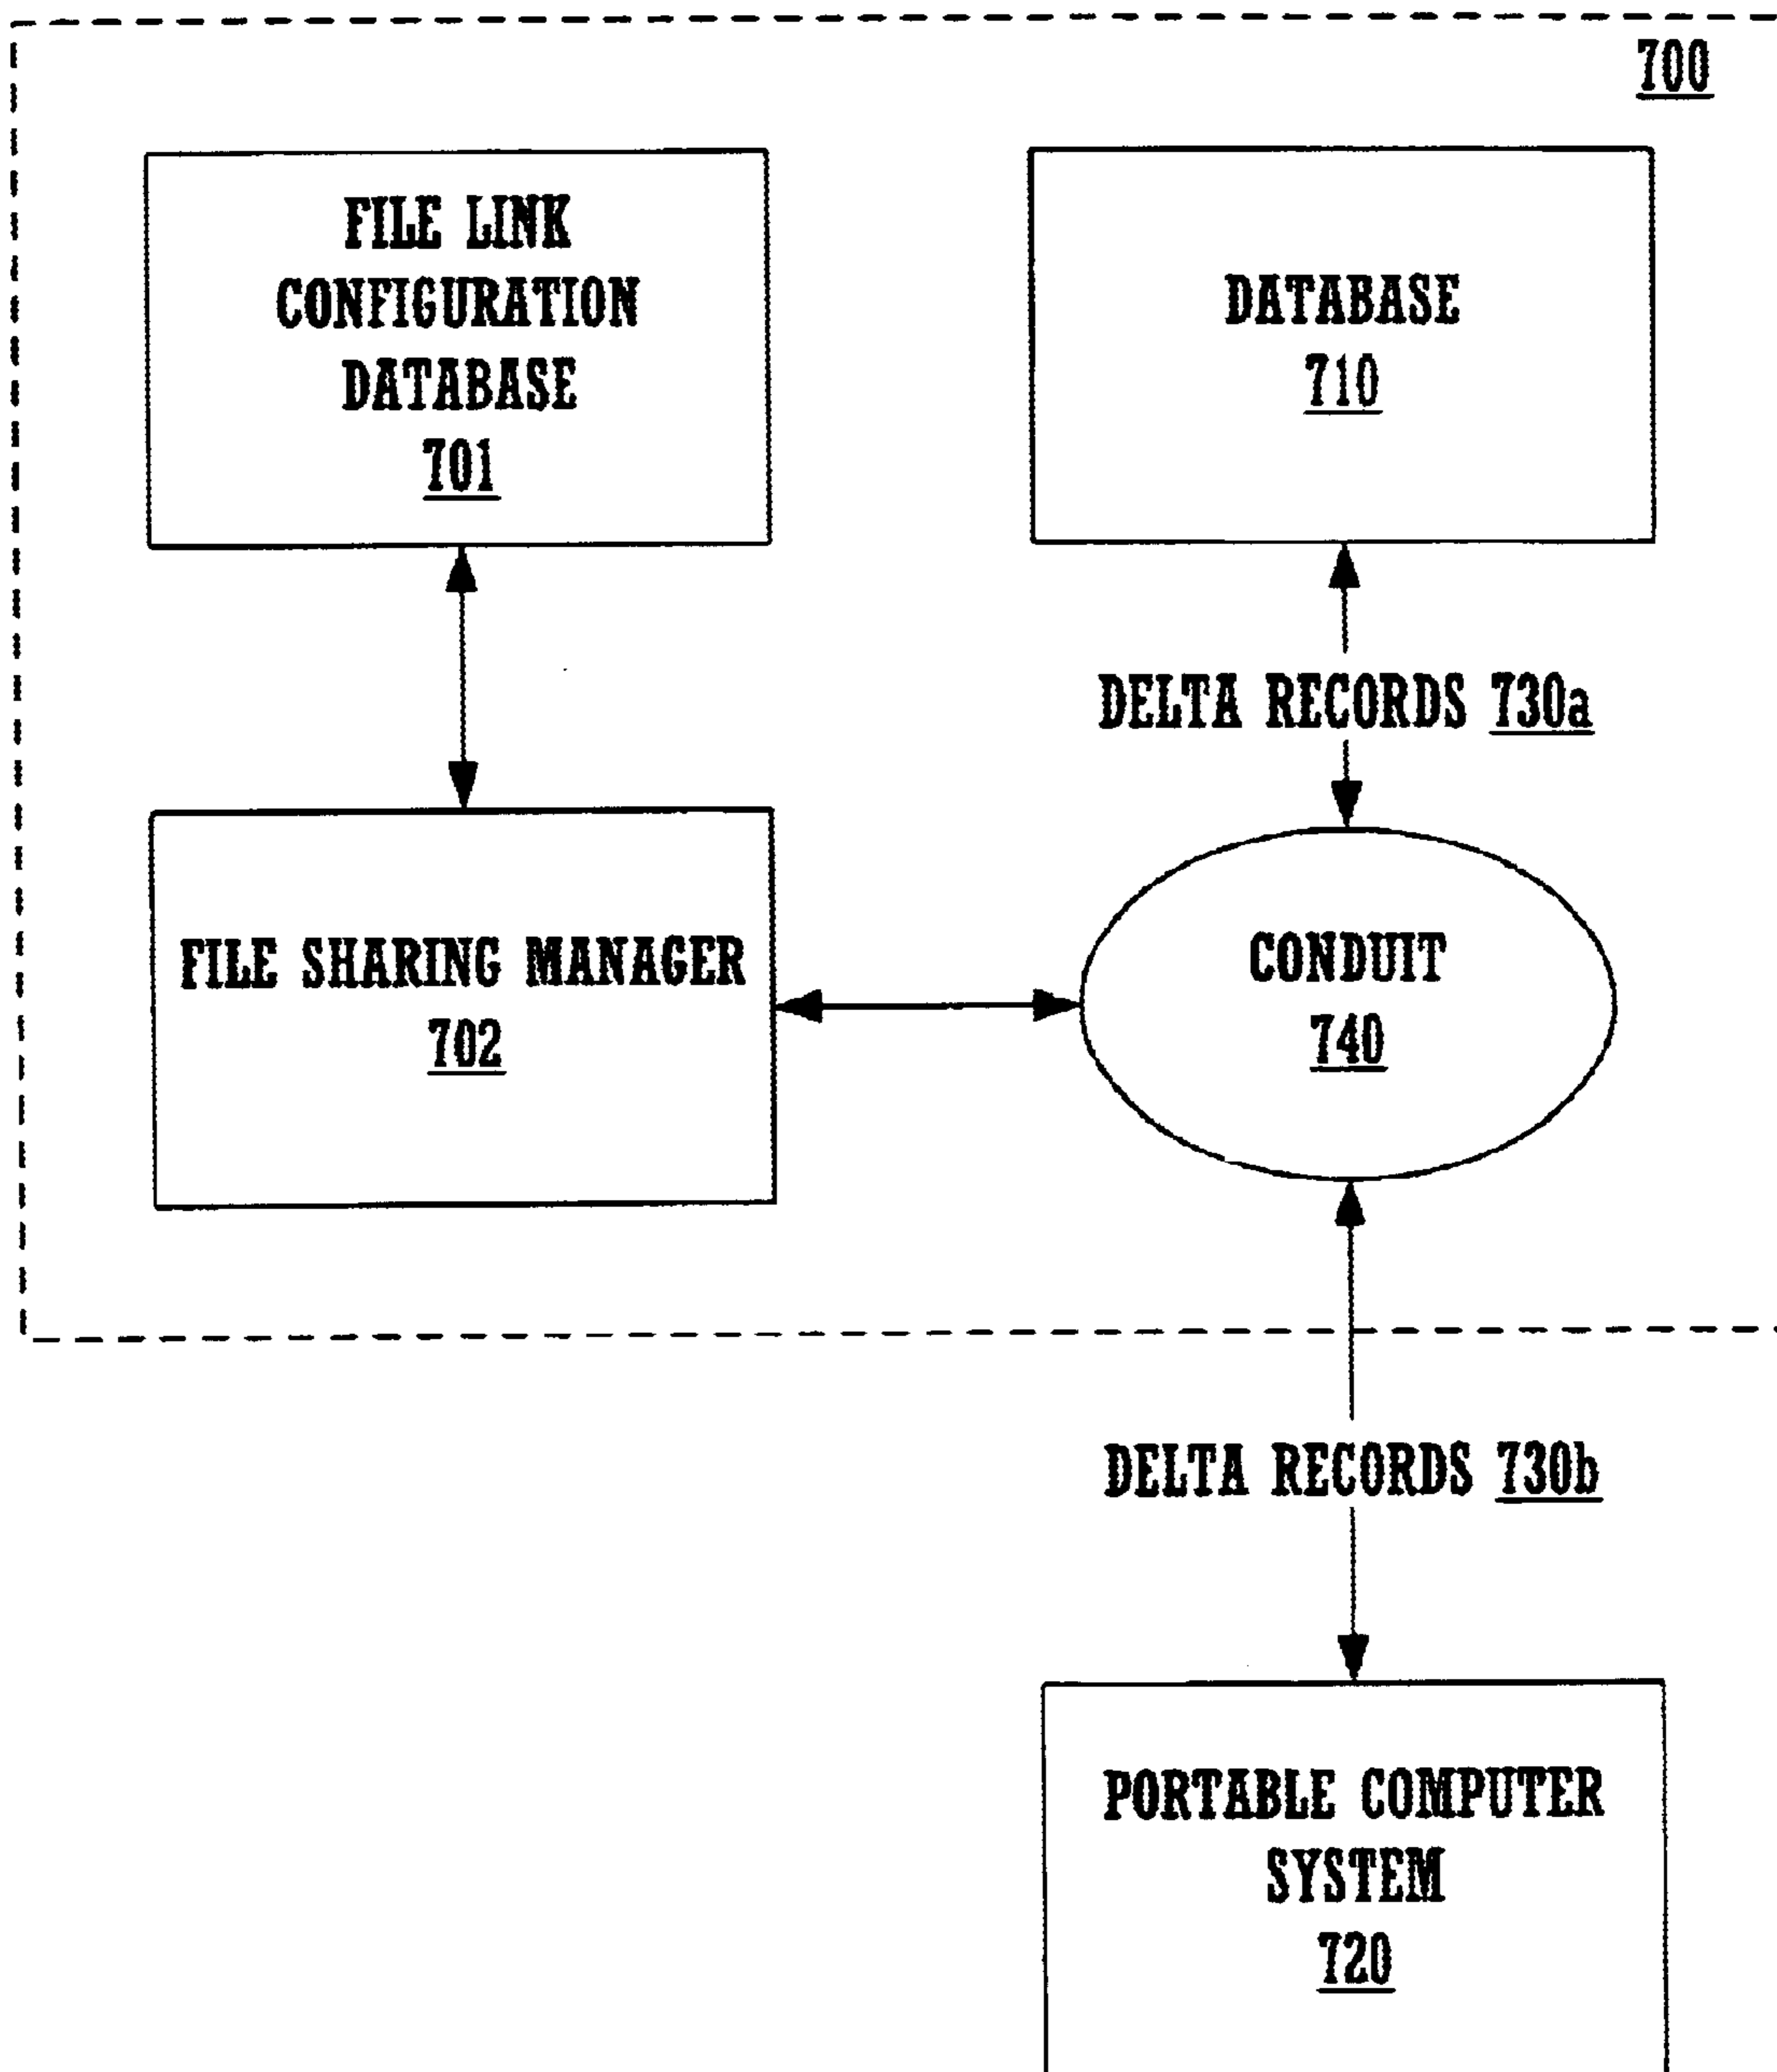 700
FILE LINK
CONFIGURATION
DATABASE
701
DATABASE
710
DELTA RECORDS 730a
FILE SHARING MANAGER
702
CONDUIT
740
DELTA RECORDS 730b
PORTABLE COMPUTER
SYSTEM
720